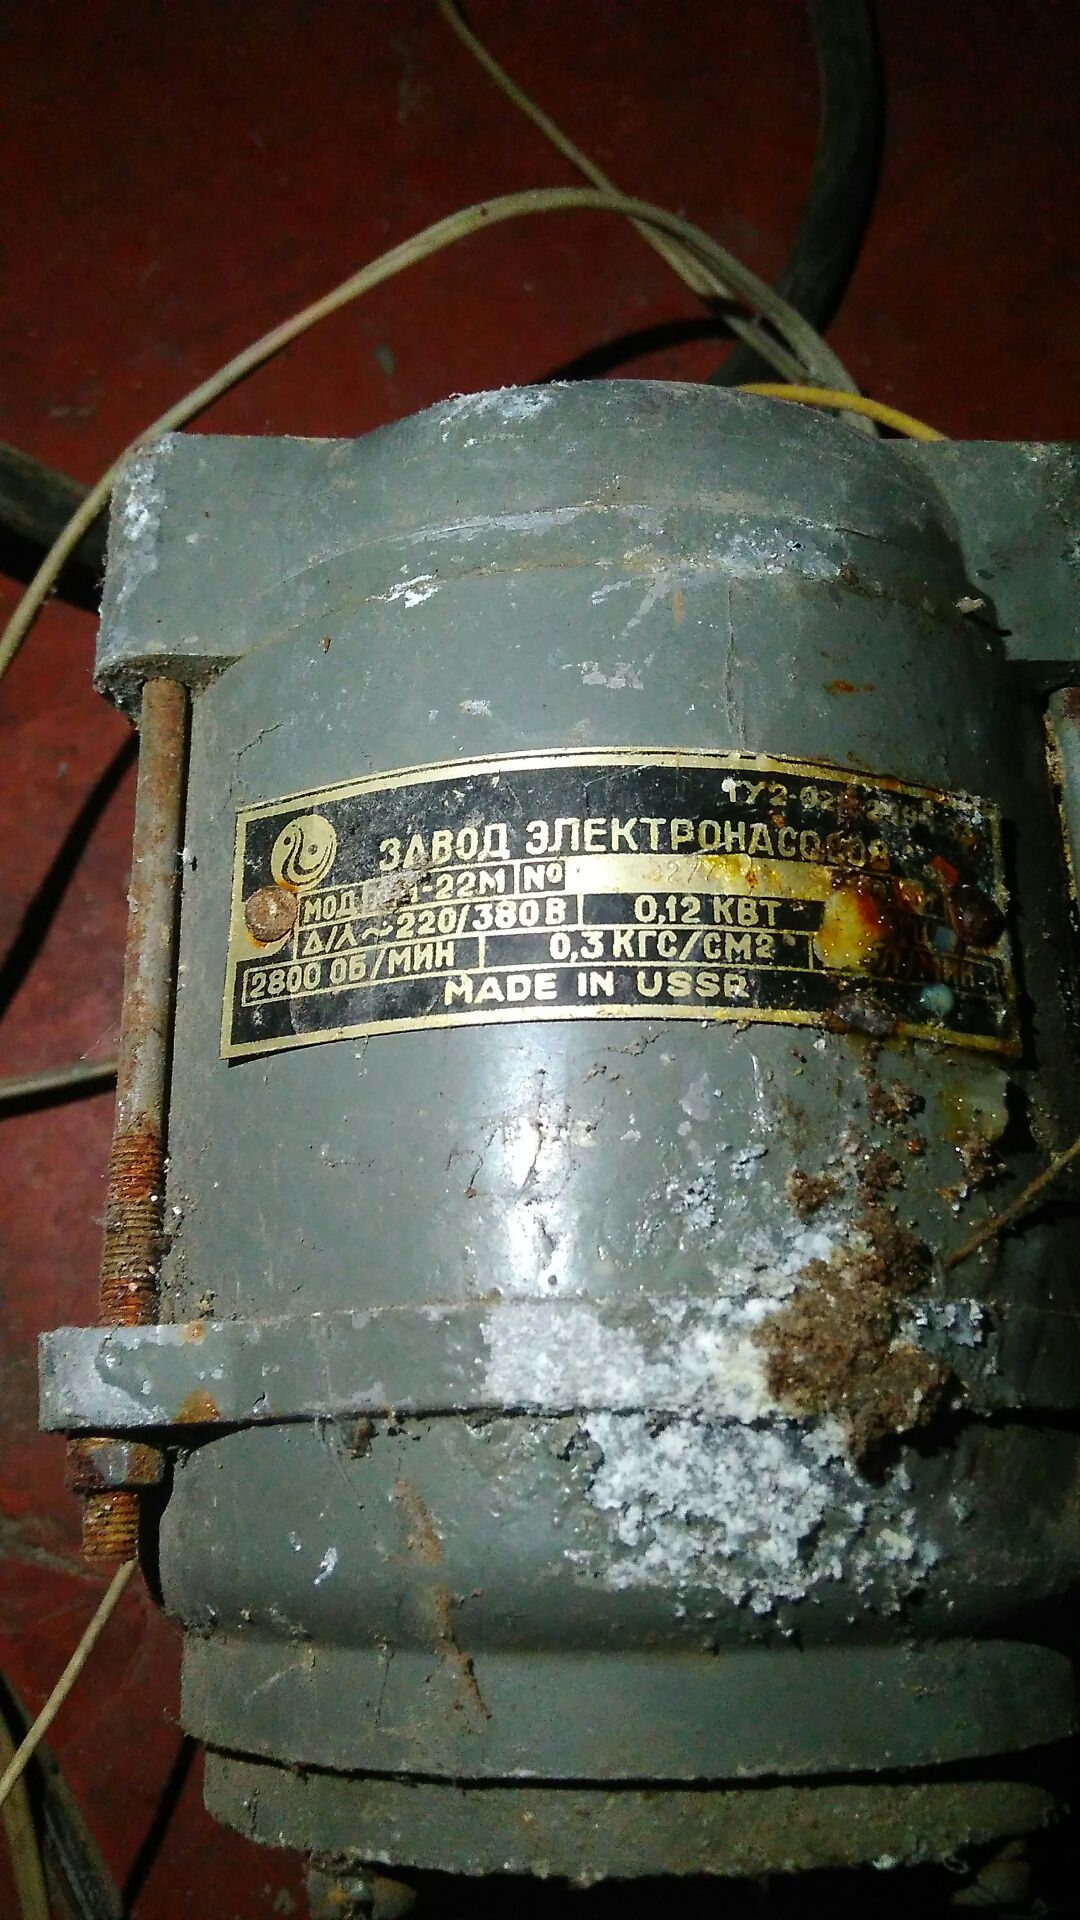 ЗАВОД ЭЛЕКТРОНАСОСОВ
МОД -22М №
Δ/⅄ ~ 220/380 В 0,12 КВТ
2800 ОБ/МИН 0,3 КГС/СМ2
MADE IN USSR